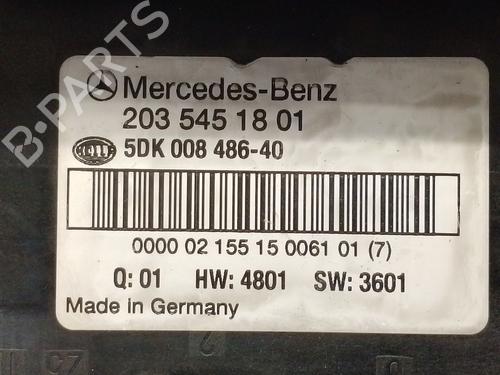 B-PARTS
Mercedes-Benz
203 545 18 01
HELLA 5DK 008 486-40
0000 02 155 15 0061 01 (7)
Q: 01 HW: 4801 SW: 3601
Made in Germany